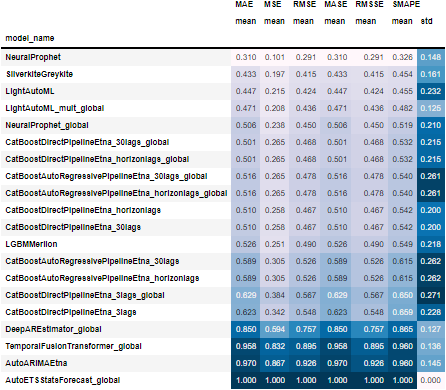 MAE MSE RMSE MASE RMSSE SMAPE
mean mean mean mean mean mean std
model_name
NeuralProphet 0.310 0.101 0.291 0.310 0.291 0.326 0.148
SilverkiteGreykite 0.433 0.197 0.415 0.433 0.415 0.454 0.161
LightAutoML 0.447 0.215 0.424 0.447 0.424 0.455 0.232
LightAutoML_mult_global 0.471 0.208 0.436 0.471 0.436 0.482 0.125
NeuralProphet_global 0.506 0.238 0.450 0.506 0.450 0.519 0.210
CatBoostDirectPipelineEtna_30lags_global 0.501 0.265 0.468 0.501 0.468 0.532 0.215
CatBoostDirectPipelineEtna_horizonlags_global 0.501 0.265 0.468 0.501 0.468 0.532 0.215
CatBoostAutoRegressivePipelineEtna_30lags_global 0.516 0.265 0.478 0.516 0.478 0.540 0.261
CatBoostAutoRegressivePipelineEtna_horizonlags_global 0.516 0.265 0.478 0.516 0.478 0.540 0.261
CatBoostDirectPipelineEtna_horizonlags 0.510 0.258 0.467 0.510 0.467 0.542 0.200
CatBoostDirectPipelineEtna_30lags 0.510 0.258 0.467 0.510 0.467 0.542 0.200
LGBMMerlion 0.526 0.251 0.490 0.526 0.490 0.549 0.218
CatBoostAutoRegressivePipelineEtna_30lags 0.589 0.305 0.526 0.589 0.526 0.615 0.262
CatBoostAutoRegressivePipelineEtna_horizonlags 0.589 0.305 0.526 0.589 0.526 0.615 0.262
CatBoostDirectPipelineEtna_3lags_global 0.629 0.384 0.567 0.629 0.567 0.650 0.271
CatBoostDirectPipelineEtna_3lags 0.623 0.342 0.548 0.623 0.548 0.659 0.228
DeepAREstimator_global 0.850 0.594 0.757 0.850 0.757 0.865 0.127
TemporalFusionTransformer_global 0.958 0.832 0.895 0.958 0.895 0.960 0.136
AutoARIMAEtna 0.970 0.867 0.926 0.970 0.926 0.960 0.145
AutoETSStatsForecast_global 1.000 1.000 1.000 1.000 1.000 1.000 0.000